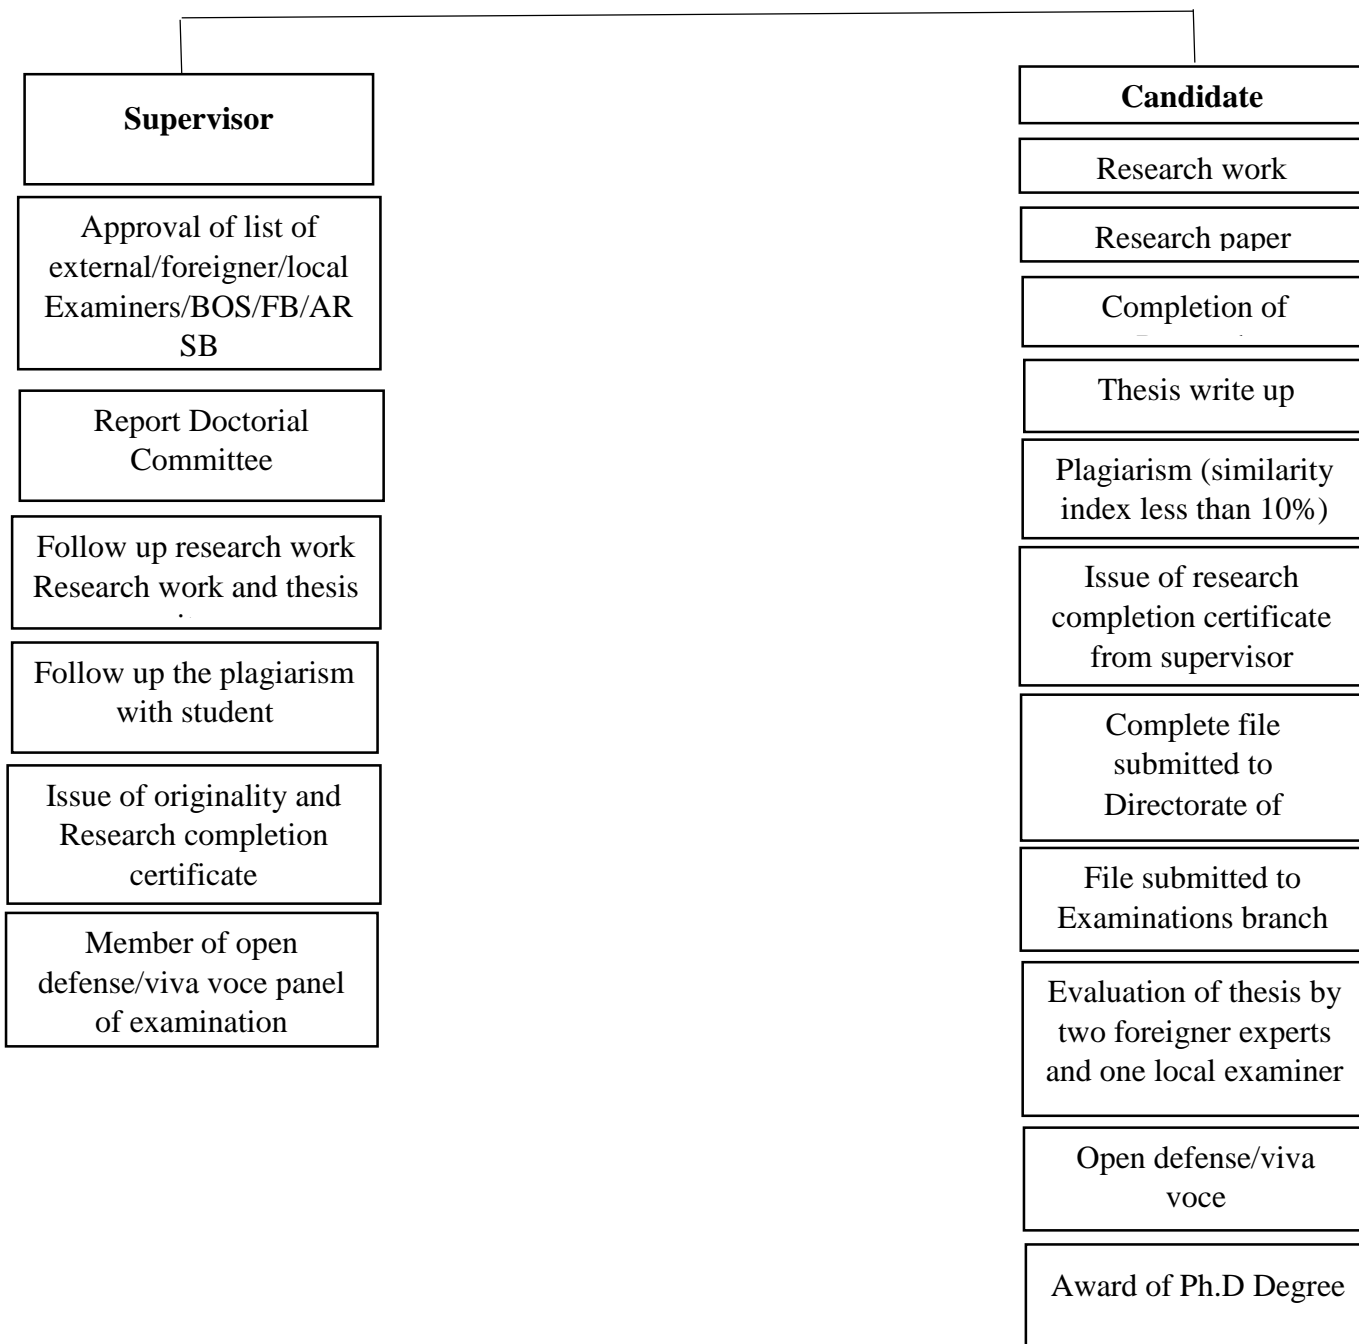 Supervisor
Approval of list of
external/foreigner/local
Examiners/BOS/FB/AR
SB
Report Doctorial
Committee
Follow up research work
Research work and thesis
Follow up the plagiarism
with student
Issue of originality and
Research completion
certificate
Member of open
defense/viva voce panel
of examination
Candidate
Research work
Research paper
Completion of
Thesis write up
Plagiarism (similarity
index less than 10%)
Issue of research
completion certificate
from supervisor
Complete file
submitted to
Directorate of
File submitted to
Examinations branch
Evaluation of thesis by
two foreigner experts
and one local examiner
Open defense/viva
voce
Award of Ph.D Degree